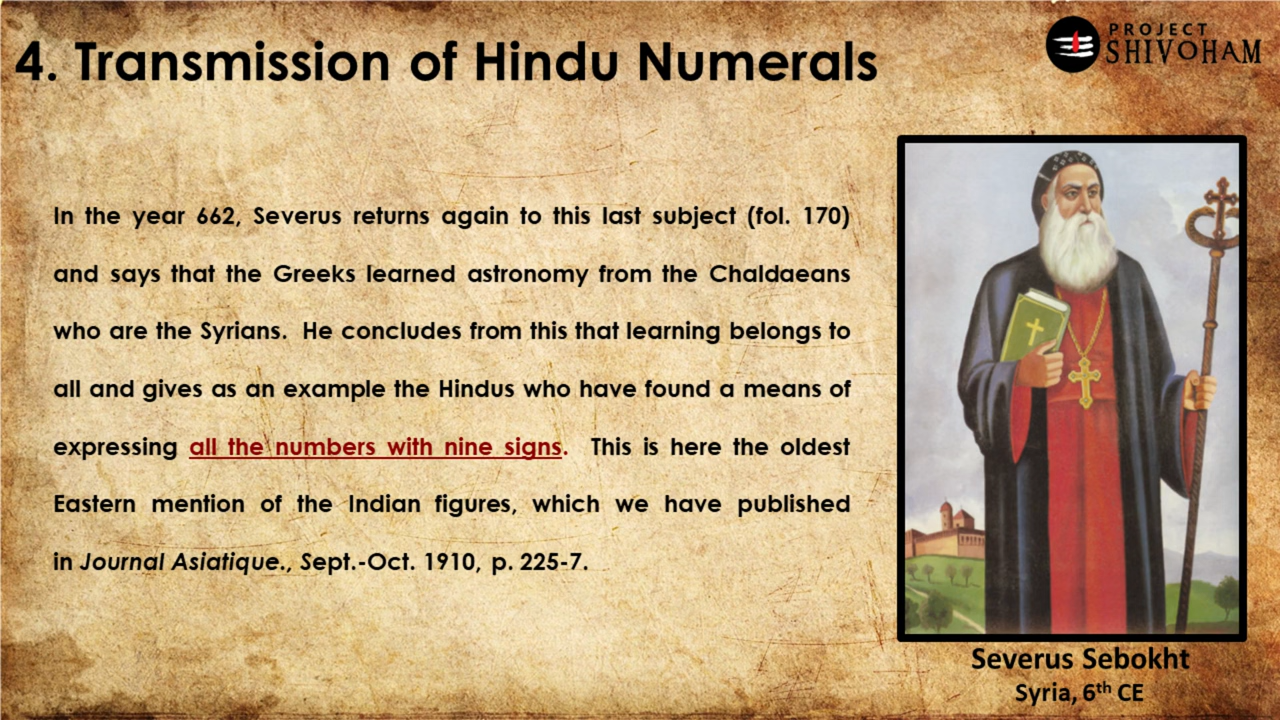 4. Transmission of Hindu Numerals
PROJECT
SHIVOHAM
In the year 662, Severus returns again to this last subject (fol. 170)
and says that the Greeks learned astronomy from the Chaldaeans
who are the Syrians. He concludes from this that learning belongs to
all and gives as an example the Hindus who have found a means of
expressing all the numbers with nine signs. This is here the oldest
Eastern mention of the Indian figures, which we have published
in Journal Asiatique., Sept.-Oct. 1910, p. 225-7.
Severus Sebokht
Syria, 6th CE